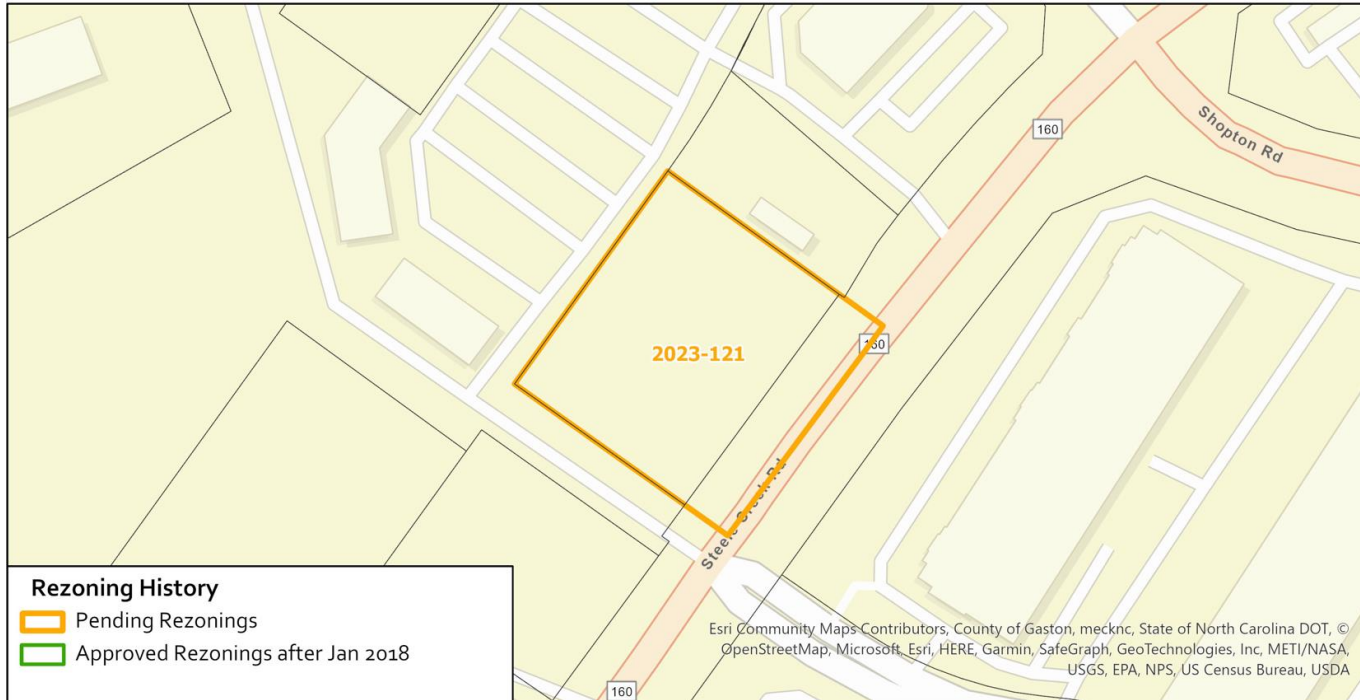 160
Shopton Rd
2023-121
160
Steele Creek Rd
Rezoning History
Pending Rezonings
Approved Rezonings after Jan 2018
160
Esri Community Maps Contributors, County of Gaston, mecknc, State of North Carolina DOT, ©
OpenStreetMap, Microsoft, Esri, HERE, Garmin, SafeGraph, GeoTechnologies, Inc, METI/NASA,
USGS, EPA, NPS, US Census Bureau, USDA